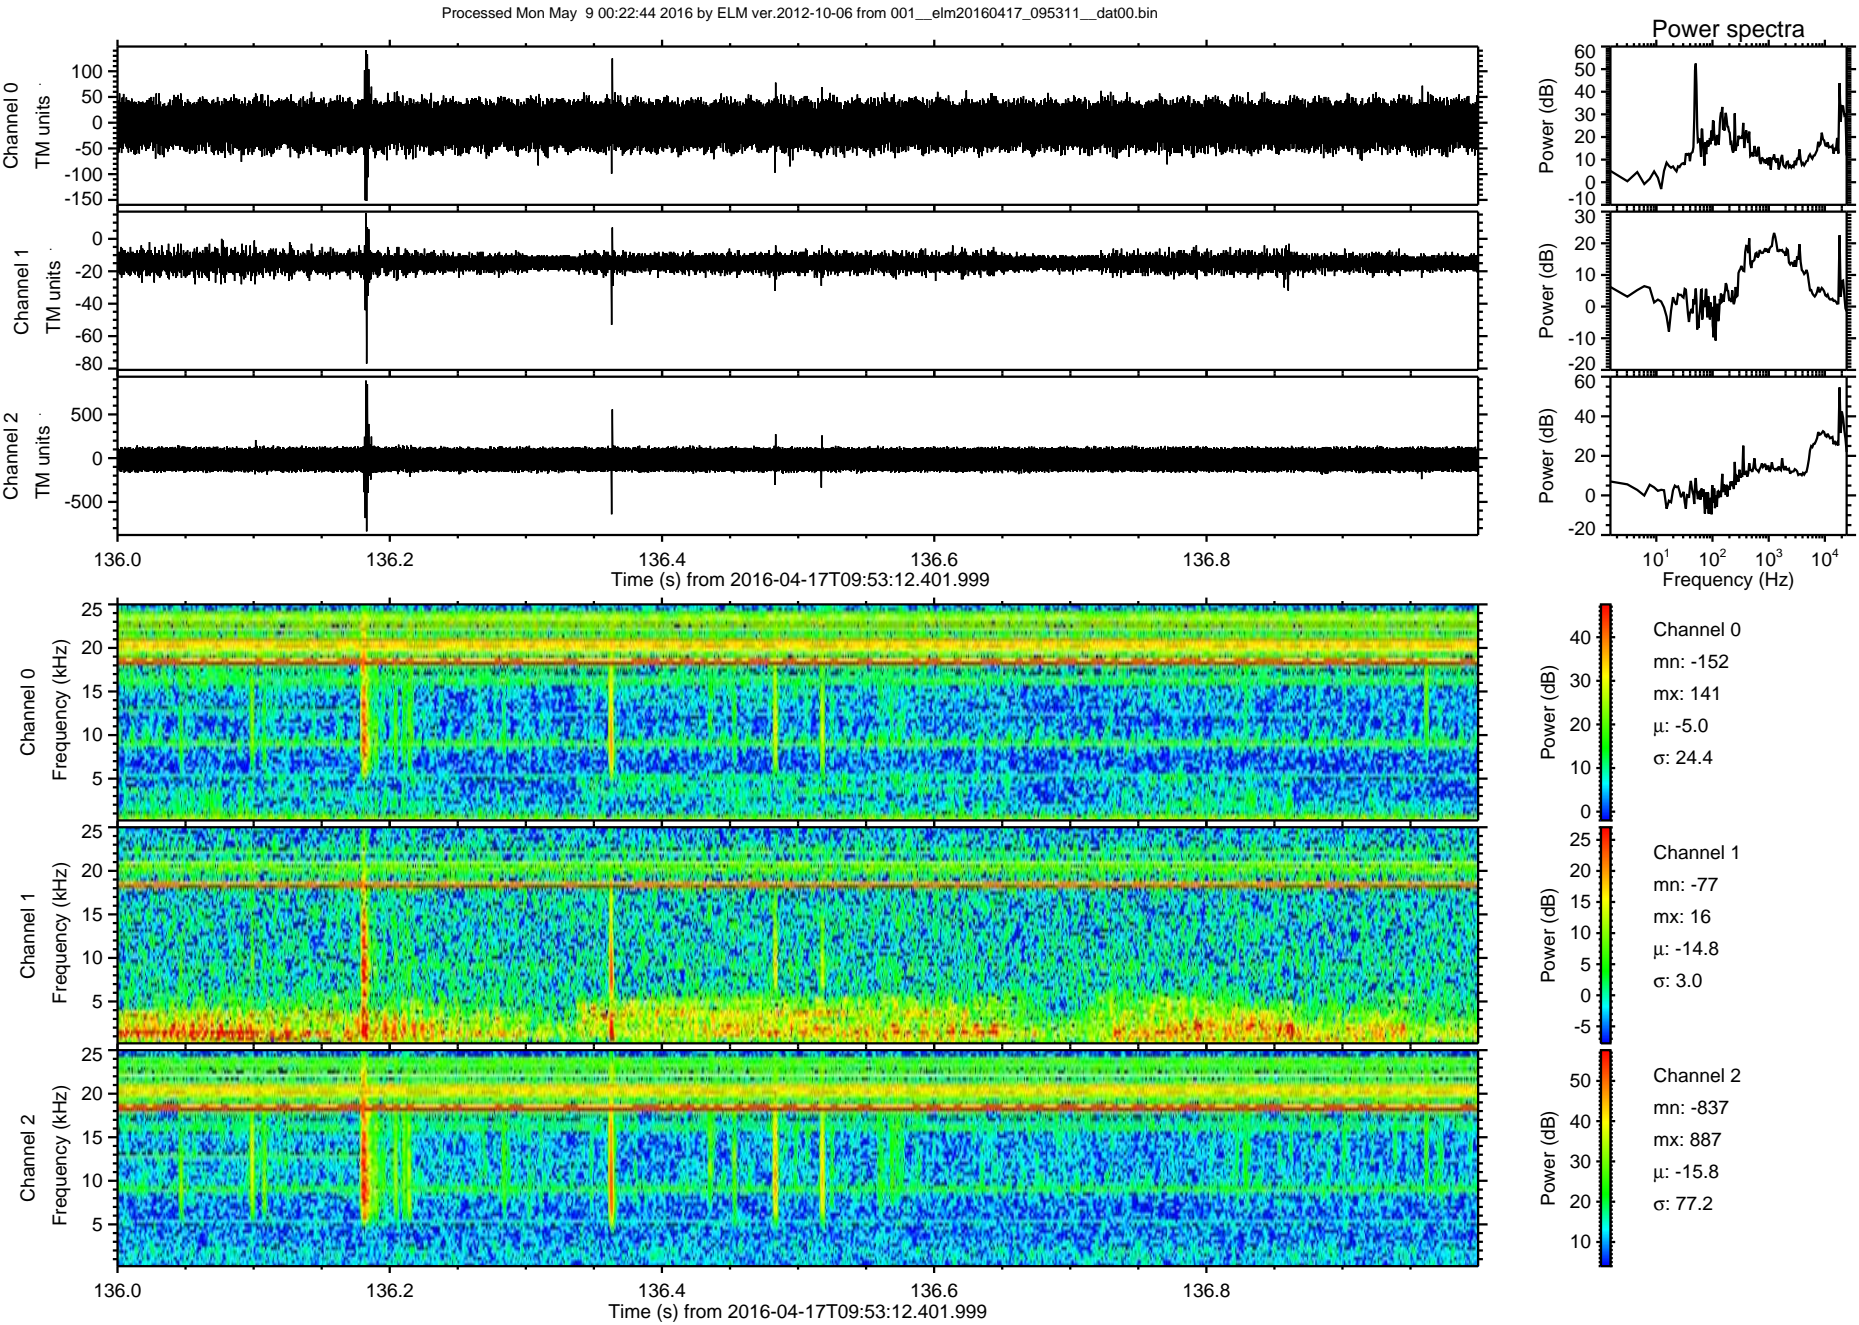 Processed Mon May  9 00:22:44 2016 by ELM ver.2012-10-06 from 001__elm20160417_095311__dat00.bin
Power spectra
Channel 0
TM units
100
50
0
-50
-100
-150
Power (dB)
60
50
40
30
20
10
0
-10
Channel 1
TM units
0
-20
-40
-60
-80
Power (dB)
30
20
10
0
-10
-20
Channel 2
TM units
500
0
-500
Power (dB)
60
40
20
0
-20
136.0 136.2 136.4 136.6 136.8
Time (s) from 2016-04-17T09:53:12.401.999
10¹ 10² 10³ 10⁴
Frequency (Hz)
Channel 0
Frequency (kHz)
25
20
15
10
5
Power (dB)
40
30
20
10
0
Channel 0
mn: -152
mx: 141
μ: -5.0
σ: 24.4
Channel 1
Frequency (kHz)
25
20
15
10
5
Power (dB)
25
20
15
10
5
0
-5
Channel 1
mn: -77
mx: 16
μ: -14.8
σ: 3.0
Channel 2
Frequency (kHz)
25
20
15
10
5
Power (dB)
50
40
30
20
10
Channel 2
mn: -837
mx: 887
μ: -15.8
σ: 77.2
136.0 136.2 136.4 136.6 136.8
Time (s) from 2016-04-17T09:53:12.401.999